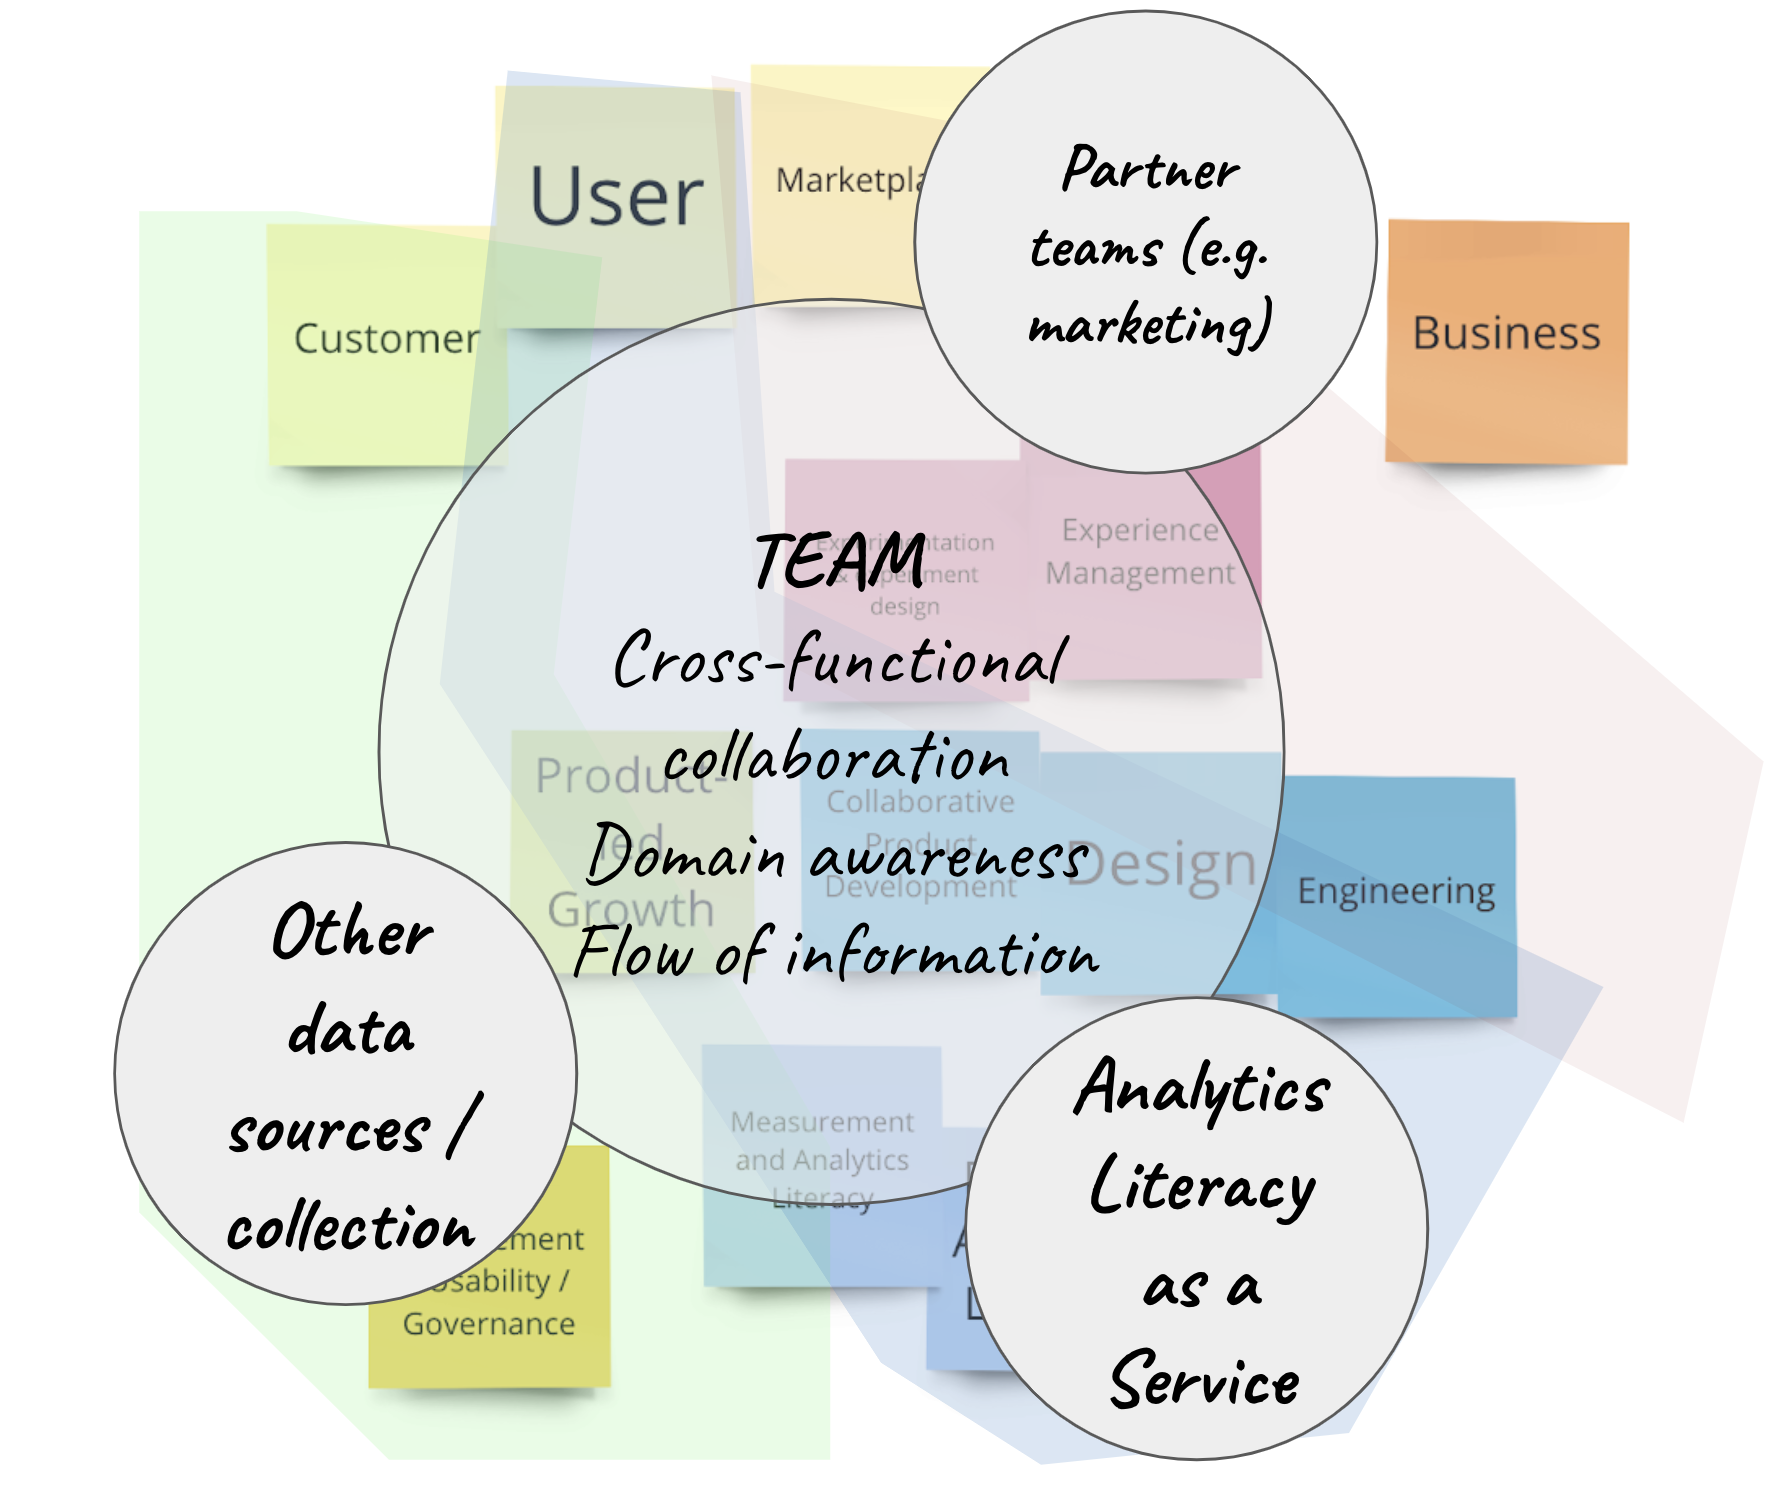 User
Marketpla
Partner
teams (e.g.
marketing)
Customer
Business
Experimentation
& experiment
design
Experience
Management
TEAM
Cross-functional
collaboration
Domain awareness
Flow of information
Product-
led
Growth
Collaborative
Product
Development
Design
Engineering
Other
data
sources /
collection
Measurement
and Analytics
Literacy
Analytics
Literacy
as a
Service
ement
Usability /
Governance
A
L